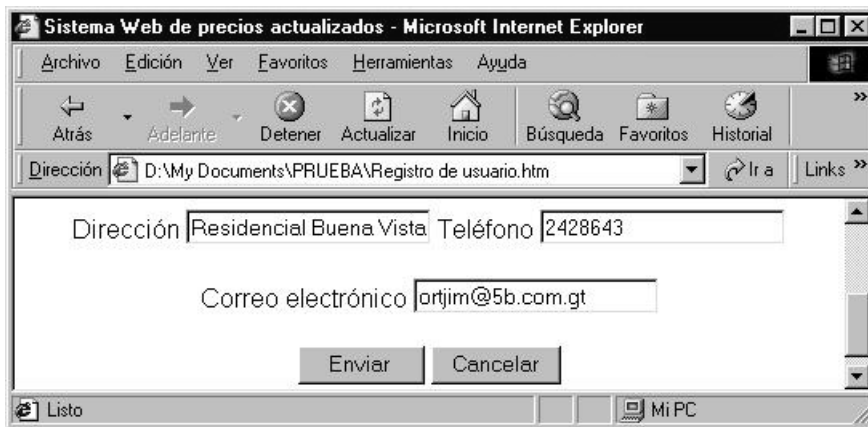 Sistema Web de precios actualizados - Microsoft Internet Explorer
Archivo Edición Ver Favoritos Herramientas Ayuda
Atrás Adelante Detener Actualizar Inicio Búsqueda Favoritos Historial »
Dirección D:\My Documents\PRUEBA\Registro de usuario.htm Ir a Links »
Dirección Residencial Buena Vista Teléfono 2428643
Correo electrónico ortjim@5b.com.gt
Enviar Cancelar
Listo Mi PC